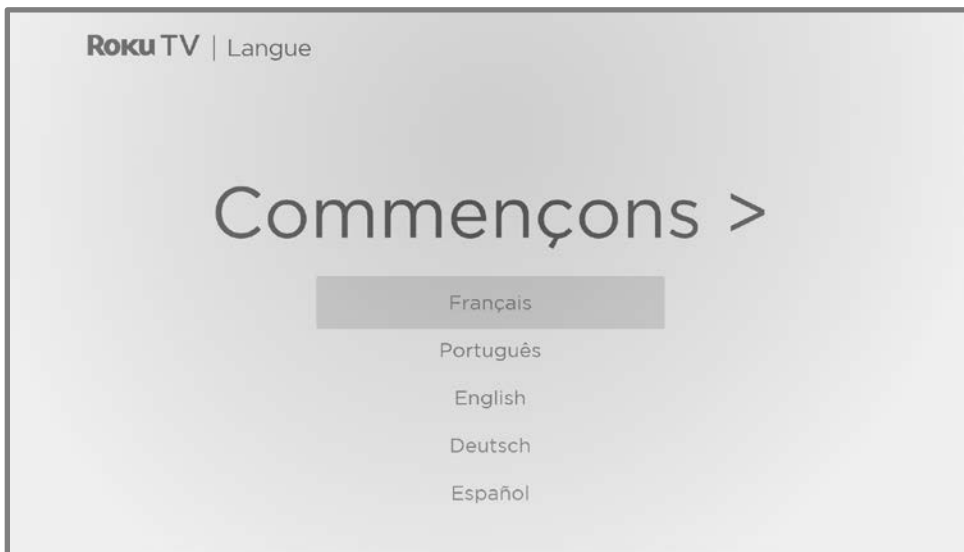 Roku TV | Langue
Commençons >
Français
Português
English
Deutsch
Español